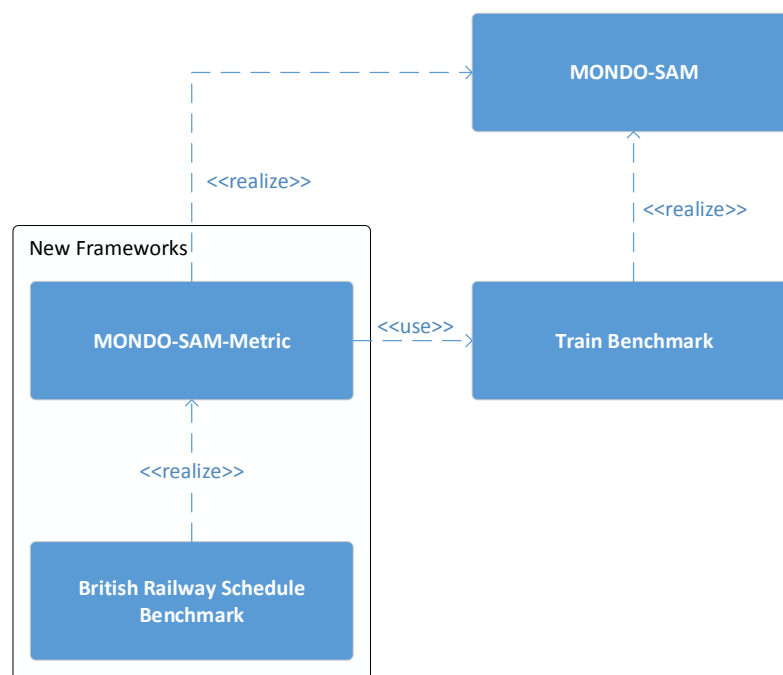 MONDO-SAM
<<realize>>
<<realize>>
New Frameworks
MONDO-SAM-Metric
<<use>>
Train Benchmark
<<realize>>
British Railway Schedule
Benchmark